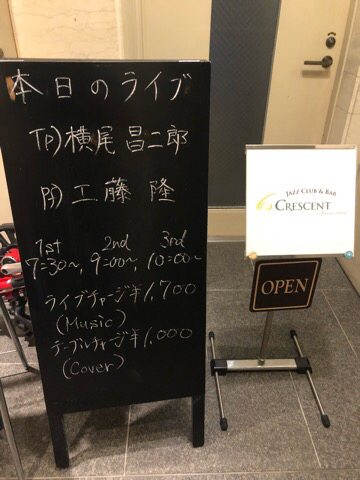 本日のライブ
Tp)横尾昌二郎
P)工藤 隆
1st 2nd 3rd
7:30~, 9:00~, 10:00~
ライブチャージ¥1,700
(Music)
テーブルチャージ¥1,000
(Cover)
JAZZ CLUB & BAR
CRESCENT
OPEN